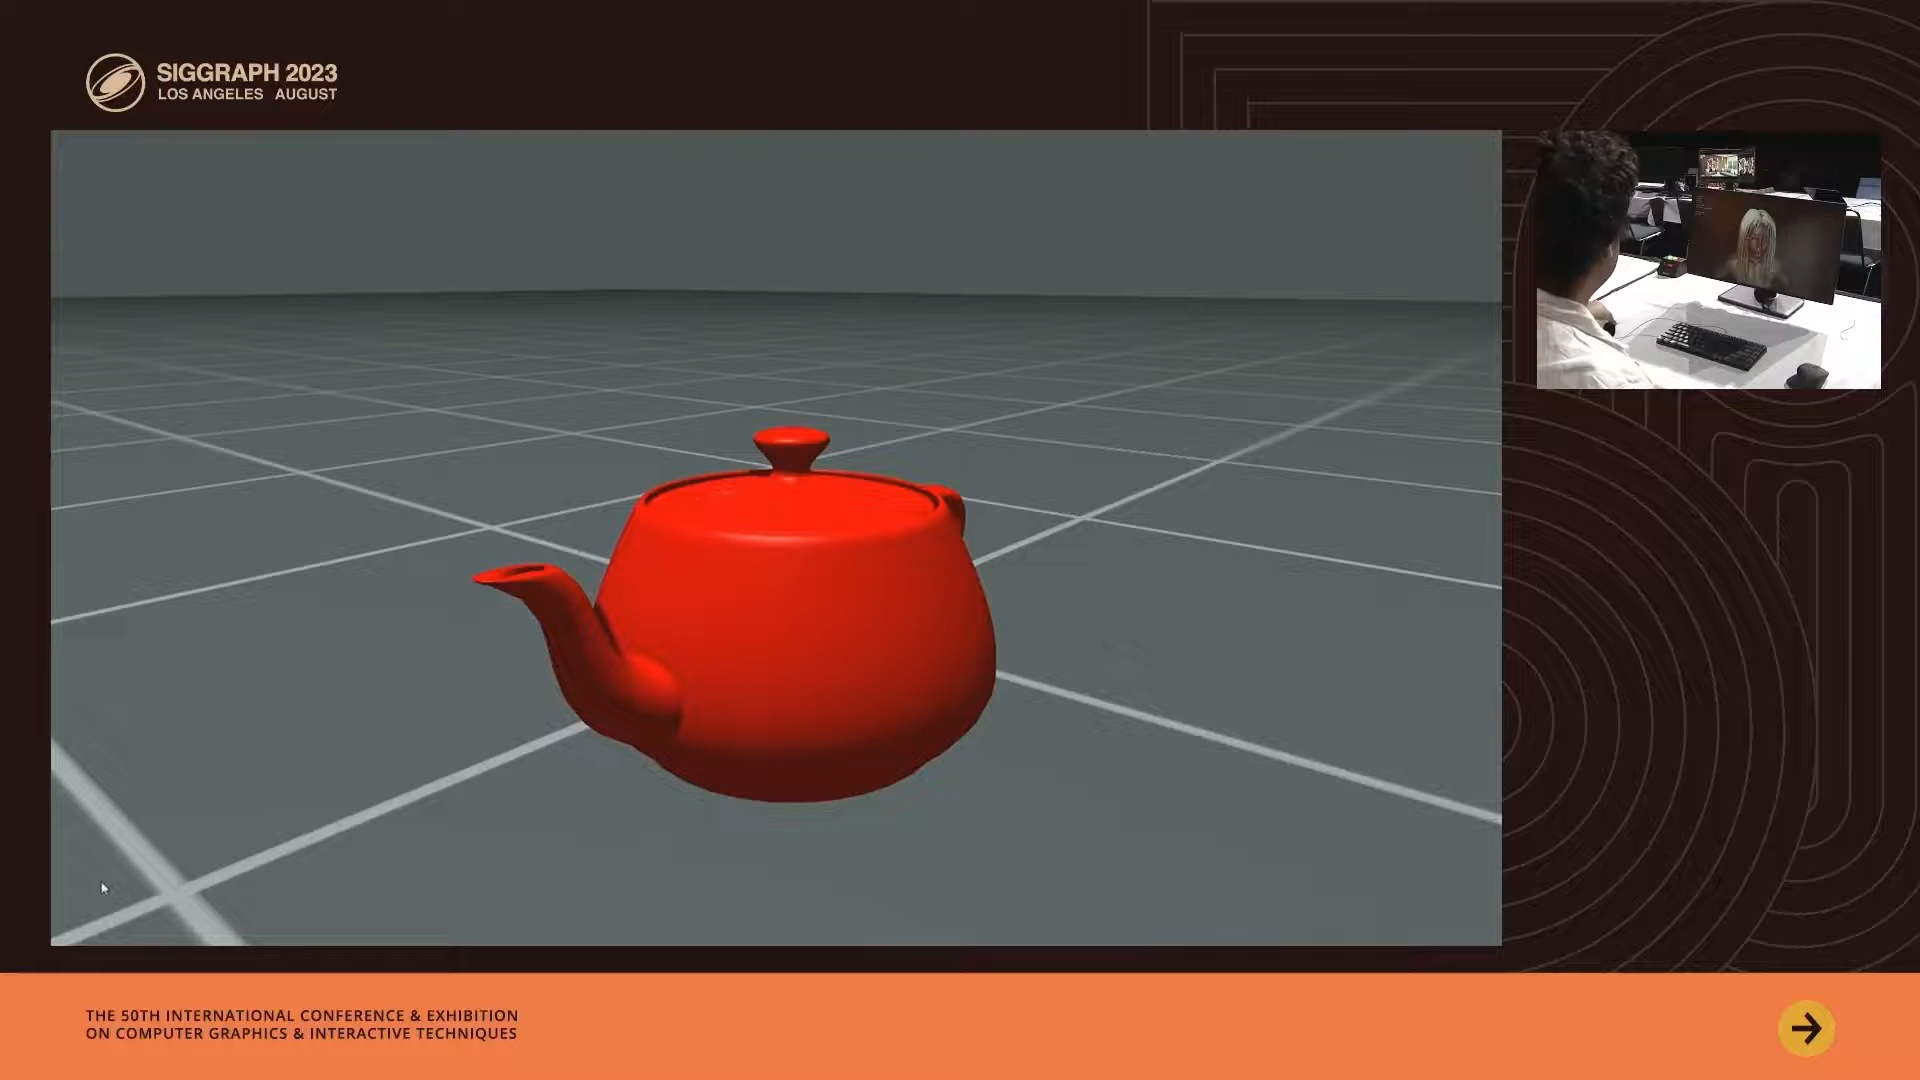 SIGGRAPH 2023
LOS ANGELES AUGUST
THE 50TH INTERNATIONAL CONFERENCE & EXHIBITION
ON COMPUTER GRAPHICS & INTERACTIVE TECHNIQUES